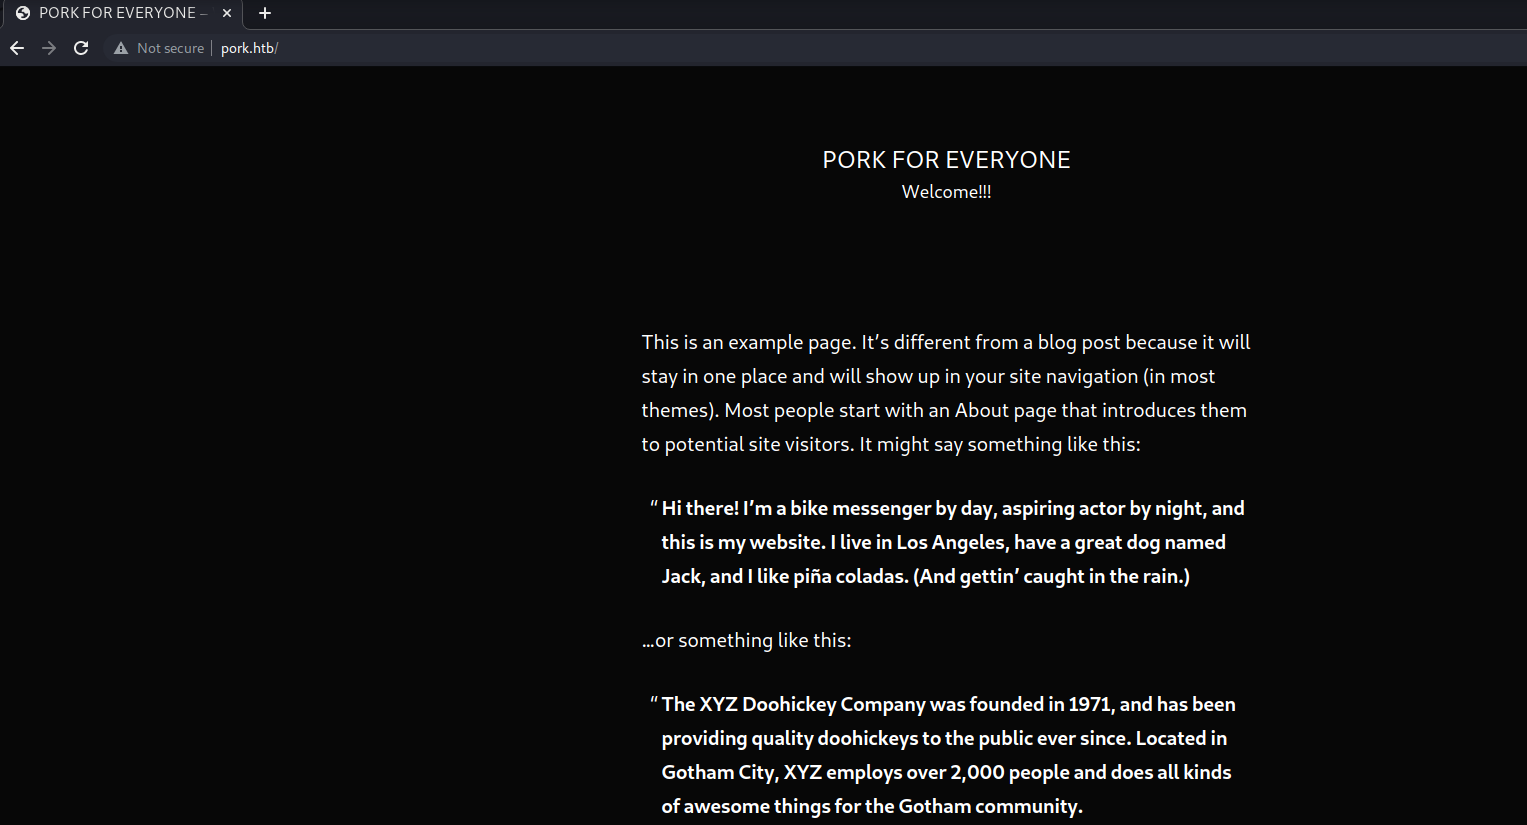 PORK FOR EVERYONE –
Not secure | pork.htb/
PORK FOR EVERYONE
Welcome!!!
This is an example page. It’s different from a blog post because it will
stay in one place and will show up in your site navigation (in most
themes). Most people start with an About page that introduces them
to potential site visitors. It might say something like this:
“ Hi there! I’m a bike messenger by day, aspiring actor by night, and
this is my website. I live in Los Angeles, have a great dog named
Jack, and I like piña coladas. (And gettin’ caught in the rain.)
…or something like this:
“ The XYZ Doohickey Company was founded in 1971, and has been
providing quality doohickeys to the public ever since. Located in
Gotham City, XYZ employs over 2,000 people and does all kinds
of awesome things for the Gotham community.